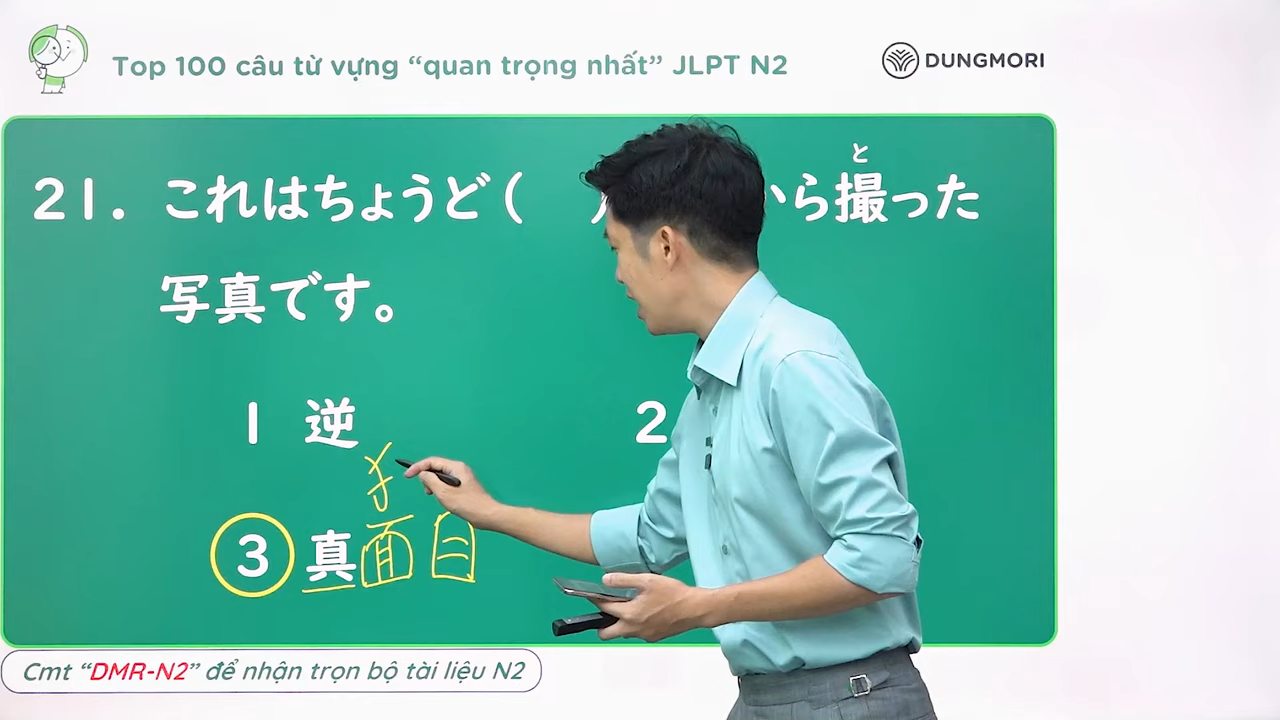 Top 100 câu từ vựng “quan trọng nhất” JLPT N2
DUNGMORI
と
21. これはちょうど( から撮った
写真です。
1 逆
2
3 真面目
Cmt “DMR-N2” để nhận trọn bộ tài liệu N2